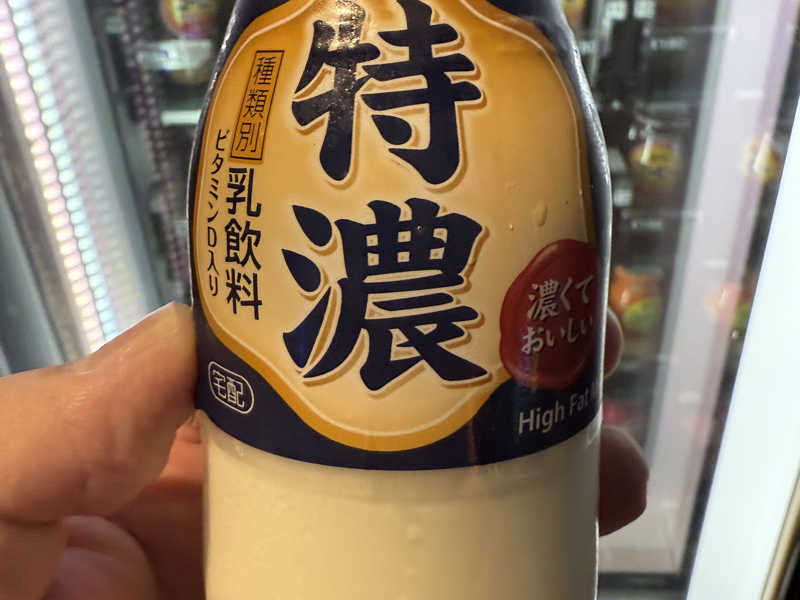 特濃
種類別
乳飲料
ビタミンD入り
宅配
濃くて
おいしい
High Fat